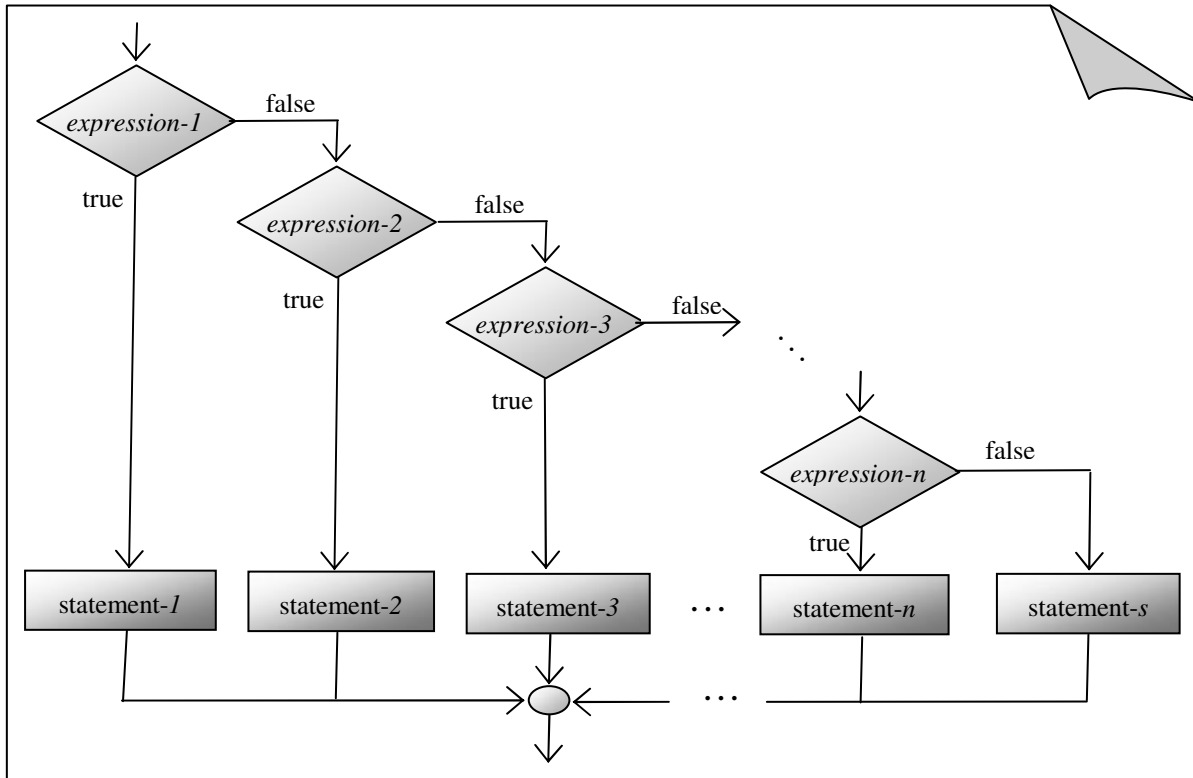 false
expression-1
true
false
expression-2
true
false
expression-3
...
true
false
expression-n
true
statement-1
statement-2
statement-3
...
statement-n
statement-s
...